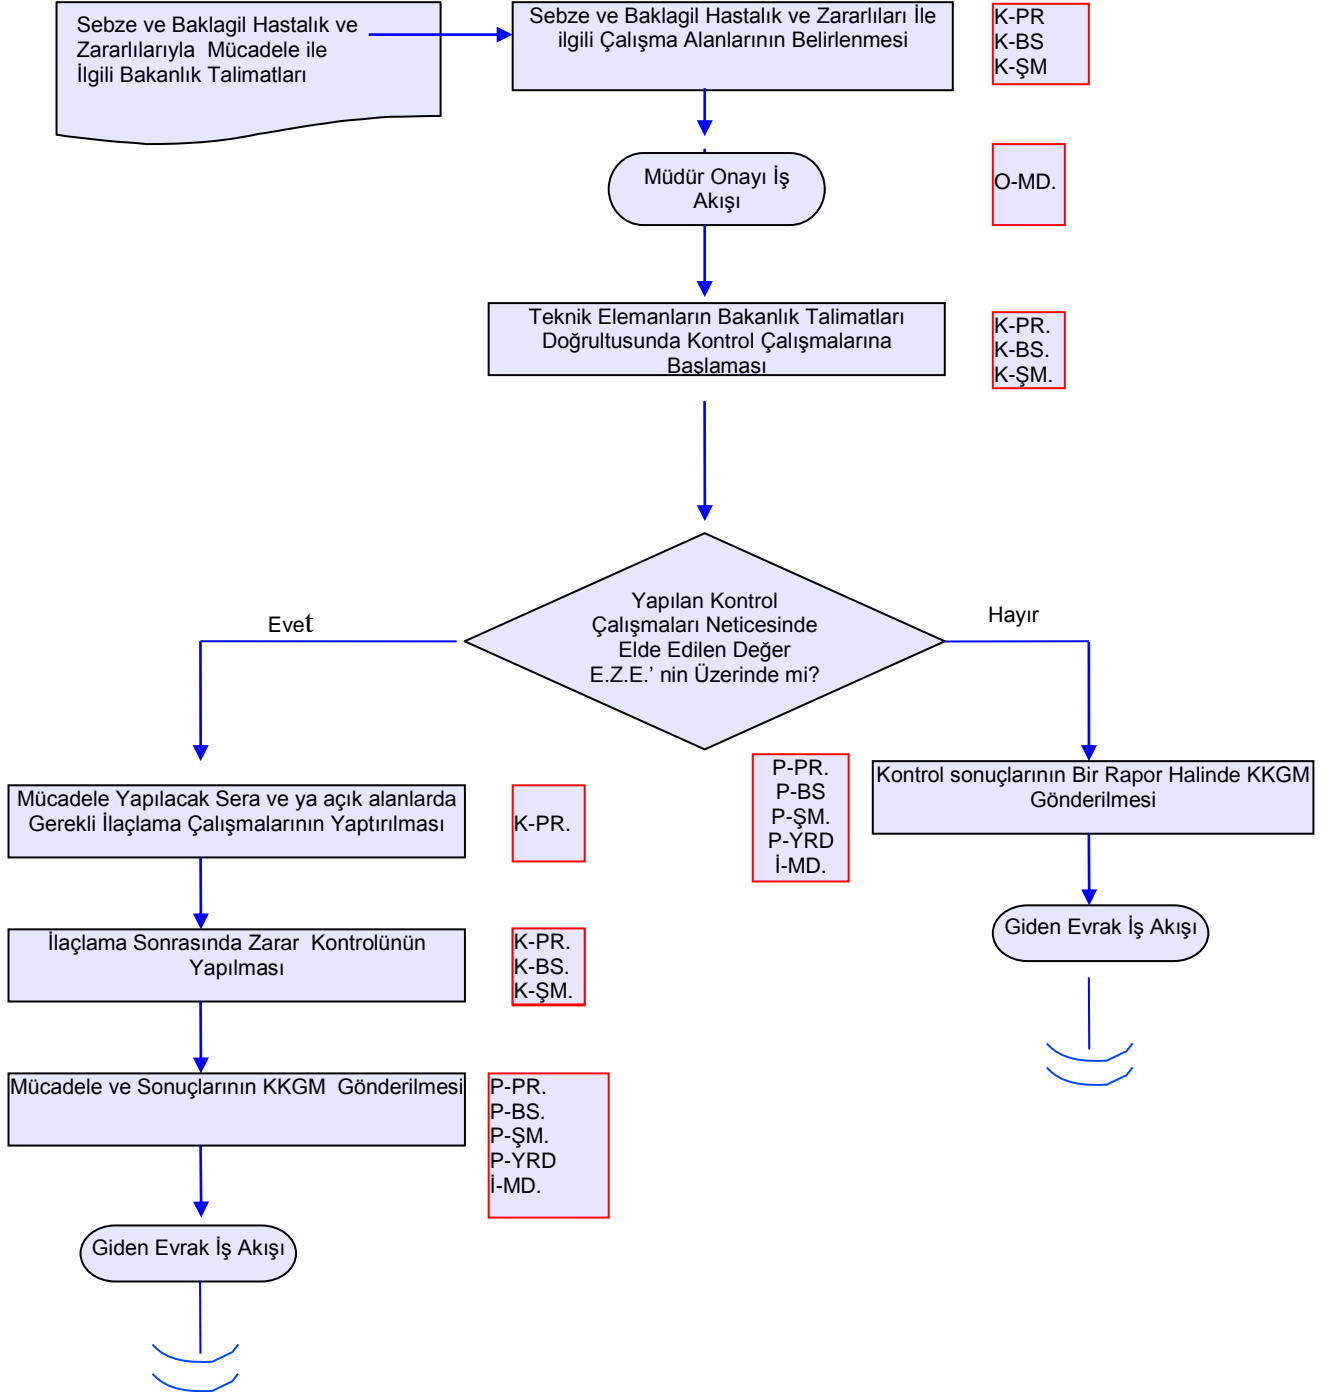 Sebze ve Baklagil Hastalık ve
Zararlılarıyla Mücadele ile
İlgili Bakanlık Talimatları
Sebze ve Baklagil Hastalık ve Zararlıları İle
ilgili Çalışma Alanlarının Belirlenmesi
K-PR
K-BS
K-ŞM
Müdür Onayı İş
Akışı
O-MD.
Teknik Elemanların Bakanlık Talimatları
Doğrultusunda Kontrol Çalışmalarına
Başlaması
K-PR.
K-BS.
K-ŞM.
Yapılan Kontrol
Çalışmaları Neticesinde
Elde Edilen Değer
E.Z.E.’ nin Üzerinde mi?
Evet
Hayır
Mücadele Yapılacak Sera ve ya açık alanlarda
Gerekli İlaçlama Çalışmalarının Yaptırılması
K-PR.
P-PR.
P-BS
P-ŞM.
P-YRD
İ-MD.
Kontrol sonuçlarının Bir Rapor Halinde KKGM
Gönderilmesi
İlaçlama Sonrasında Zarar Kontrolünün
Yapılması
K-PR.
K-BS.
K-ŞM.
Giden Evrak İş Akışı
Mücadele ve Sonuçlarının KKGM Gönderilmesi
P-PR.
P-BS.
P-ŞM.
P-YRD
İ-MD.
Giden Evrak İş Akışı